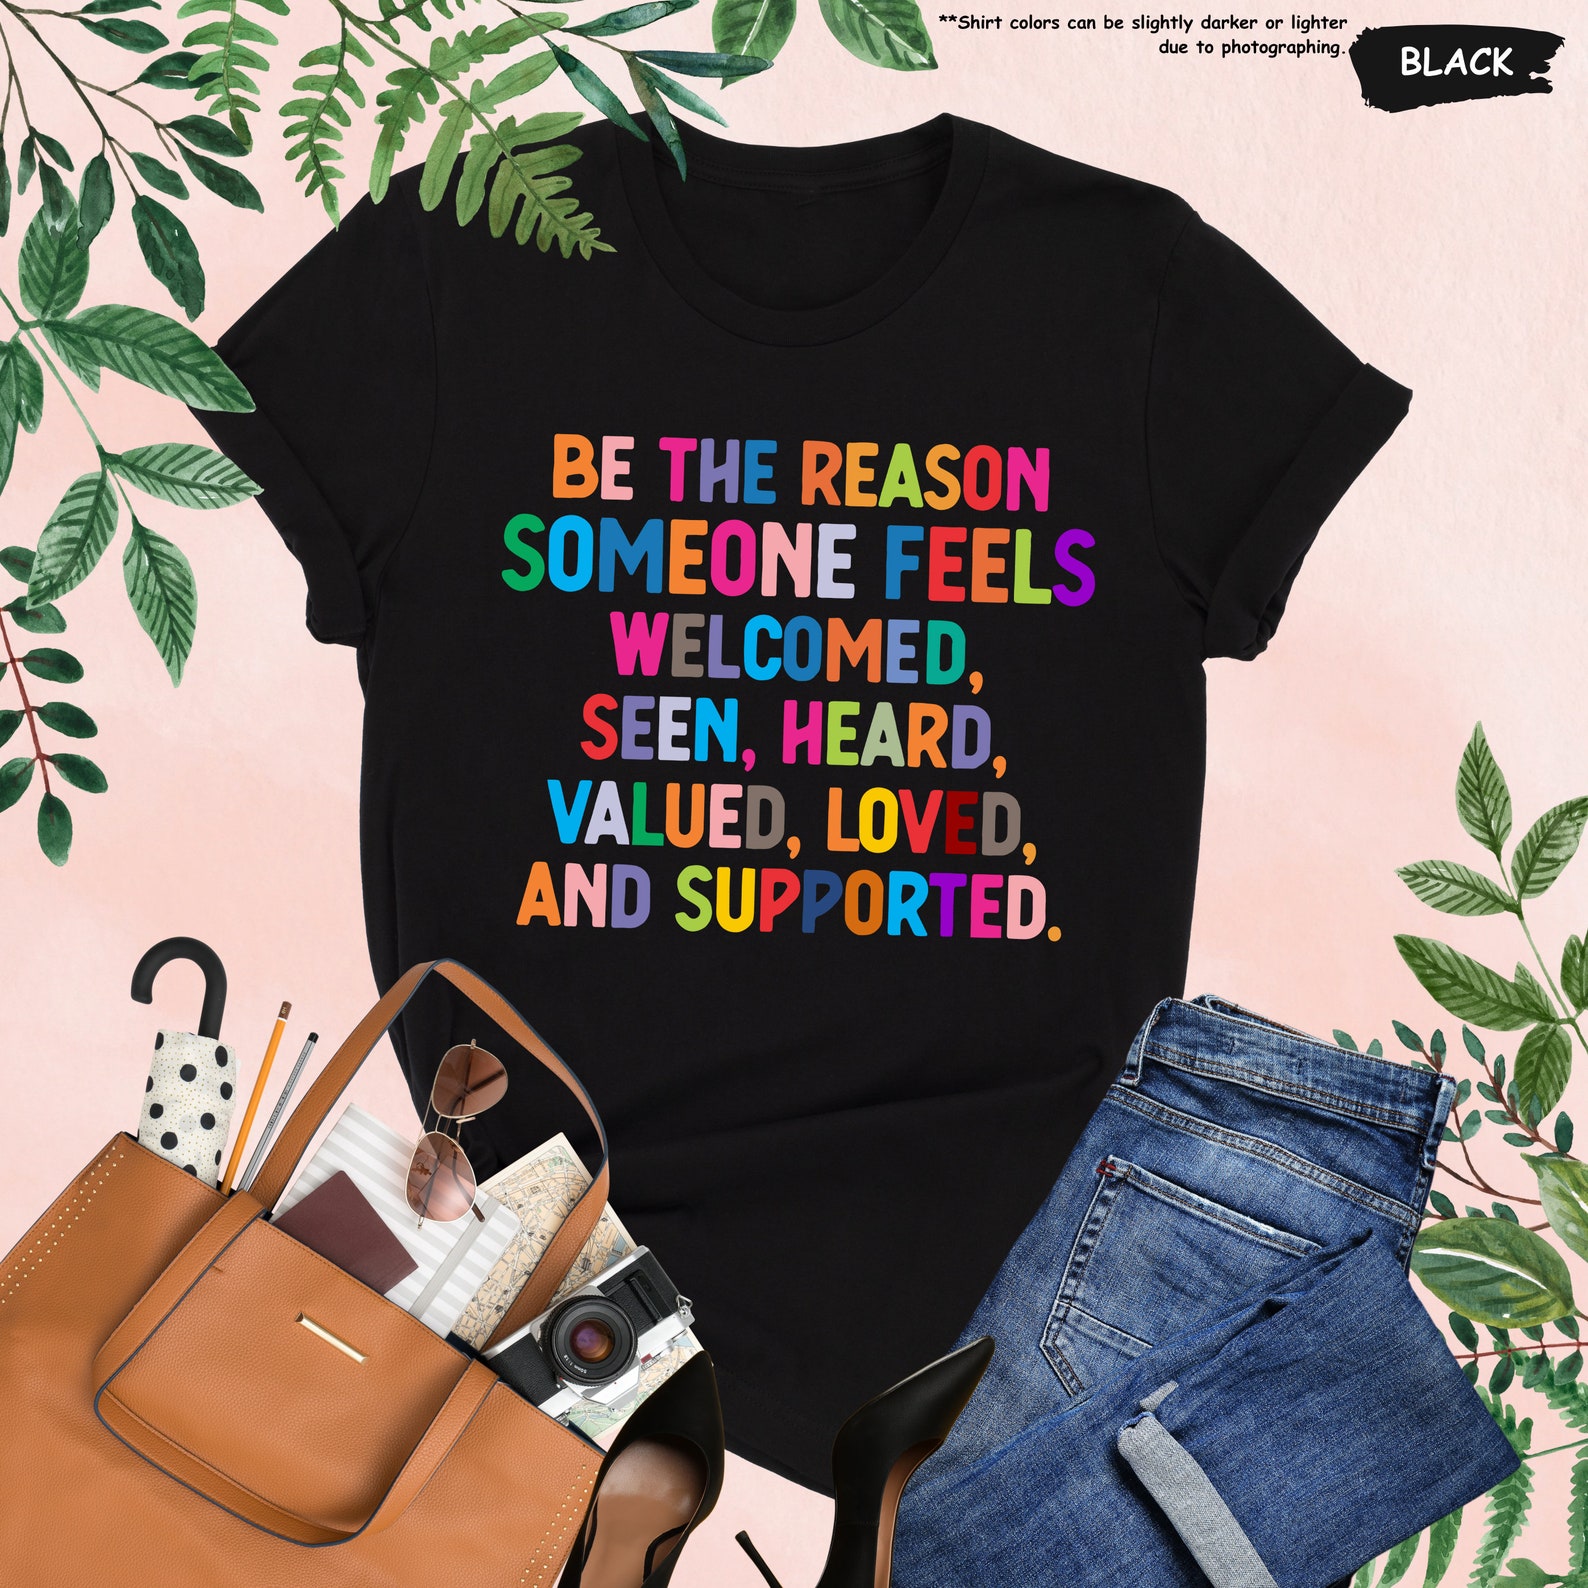 **Shirt colors can be slightly darker or lighter
due to photographing.
BLACK
BE THE REASON
SOMEONE FEELS
WELCOMED,
SEEN, HEARD,
VALUED, LOVED,
AND SUPPORTED.